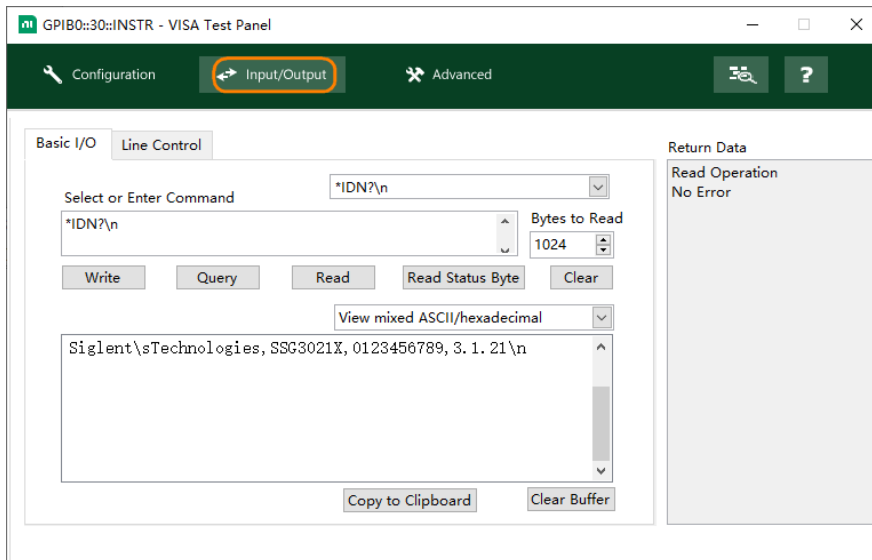 GPIB0::30::INSTR - VISA Test Panel
Configuration
Input/Output
Advanced
?
Basic I/O
Line Control
Return Data
*IDN?\n
Read Operation
No Error
Select or Enter Command
*IDN?\n
Bytes to Read
1024
Write
Query
Read
Read Status Byte
Clear
View mixed ASCII/hexadecimal
Siglent\sTechnologies,SSG3021X,0123456789,3.1.21\n
Copy to Clipboard
Clear Buffer